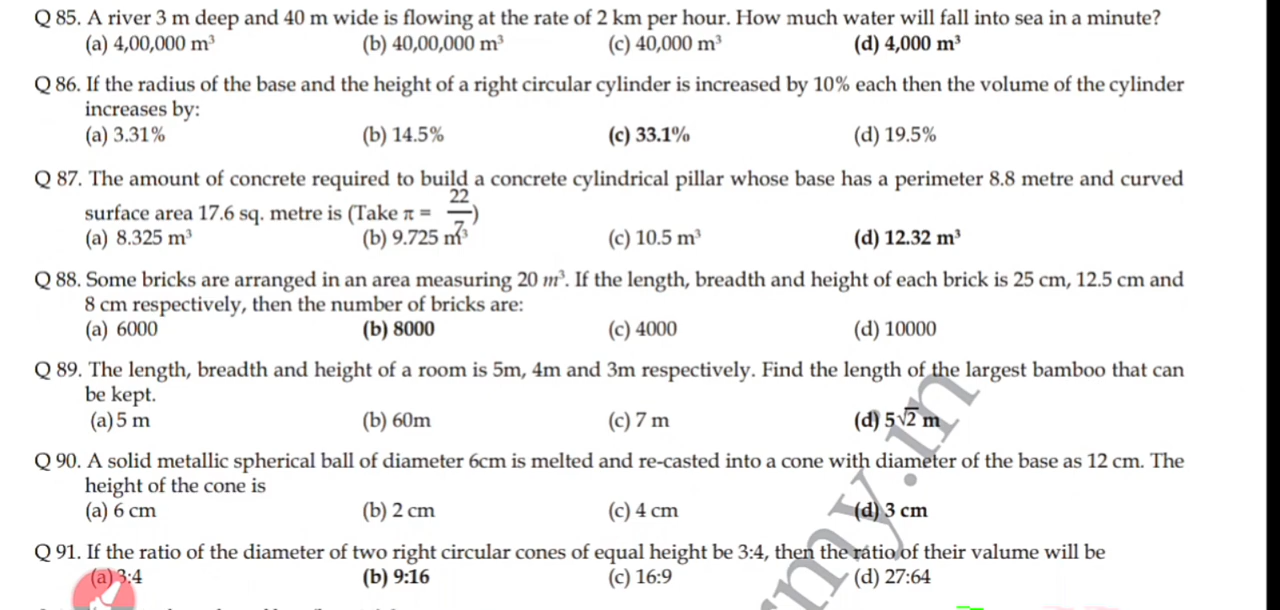 Q 85. A river 3 m deep and 40 m wide is flowing at the rate of 2 km per hour. How much water will fall into sea in a minute?
(a) 4,00,000 m³ (b) 40,00,000 m³ (c) 40,000 m³ (d) 4,000 m³
Q 86. If the radius of the base and the height of a right circular cylinder is increased by 10% each then the volume of the cylinder
increases by:
(a) 3.31% (b) 14.5% (c) 33.1% (d) 19.5%
Q 87. The amount of concrete required to build a concrete cylindrical pillar whose base has a perimeter 8.8 metre and curved
surface area 17.6 sq. metre is (Take π = 22/7)
(a) 8.325 m³ (b) 9.725 m³ (c) 10.5 m³ (d) 12.32 m³
Q 88. Some bricks are arranged in an area measuring 20 m³. If the length, breadth and height of each brick is 25 cm, 12.5 cm and
8 cm respectively, then the number of bricks are:
(a) 6000 (b) 8000 (c) 4000 (d) 10000
Q 89. The length, breadth and height of a room is 5m, 4m and 3m respectively. Find the length of the largest bamboo that can
be kept.
(a) 5 m (b) 60m (c) 7 m (d) 5√2 m
Q 90. A solid metallic spherical ball of diameter 6cm is melted and re-casted into a cone with diameter of the base as 12 cm. The
height of the cone is
(a) 6 cm (b) 2 cm (c) 4 cm (d) 3 cm
Q 91. If the ratio of the diameter of two right circular cones of equal height be 3:4, then the ratio of their valume will be
(a) 3:4 (b) 9:16 (c) 16:9 (d) 27:64
my.in